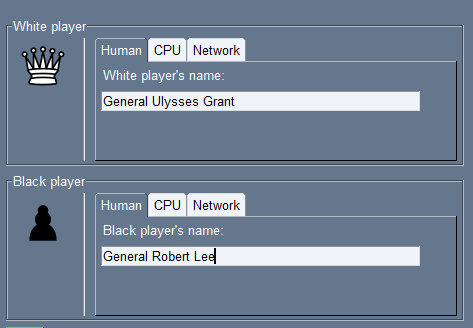 White player
Human CPU Network
White player's name:
General Ulysses Grant
Black player
Human CPU Network
Black player's name:
General Robert Lee